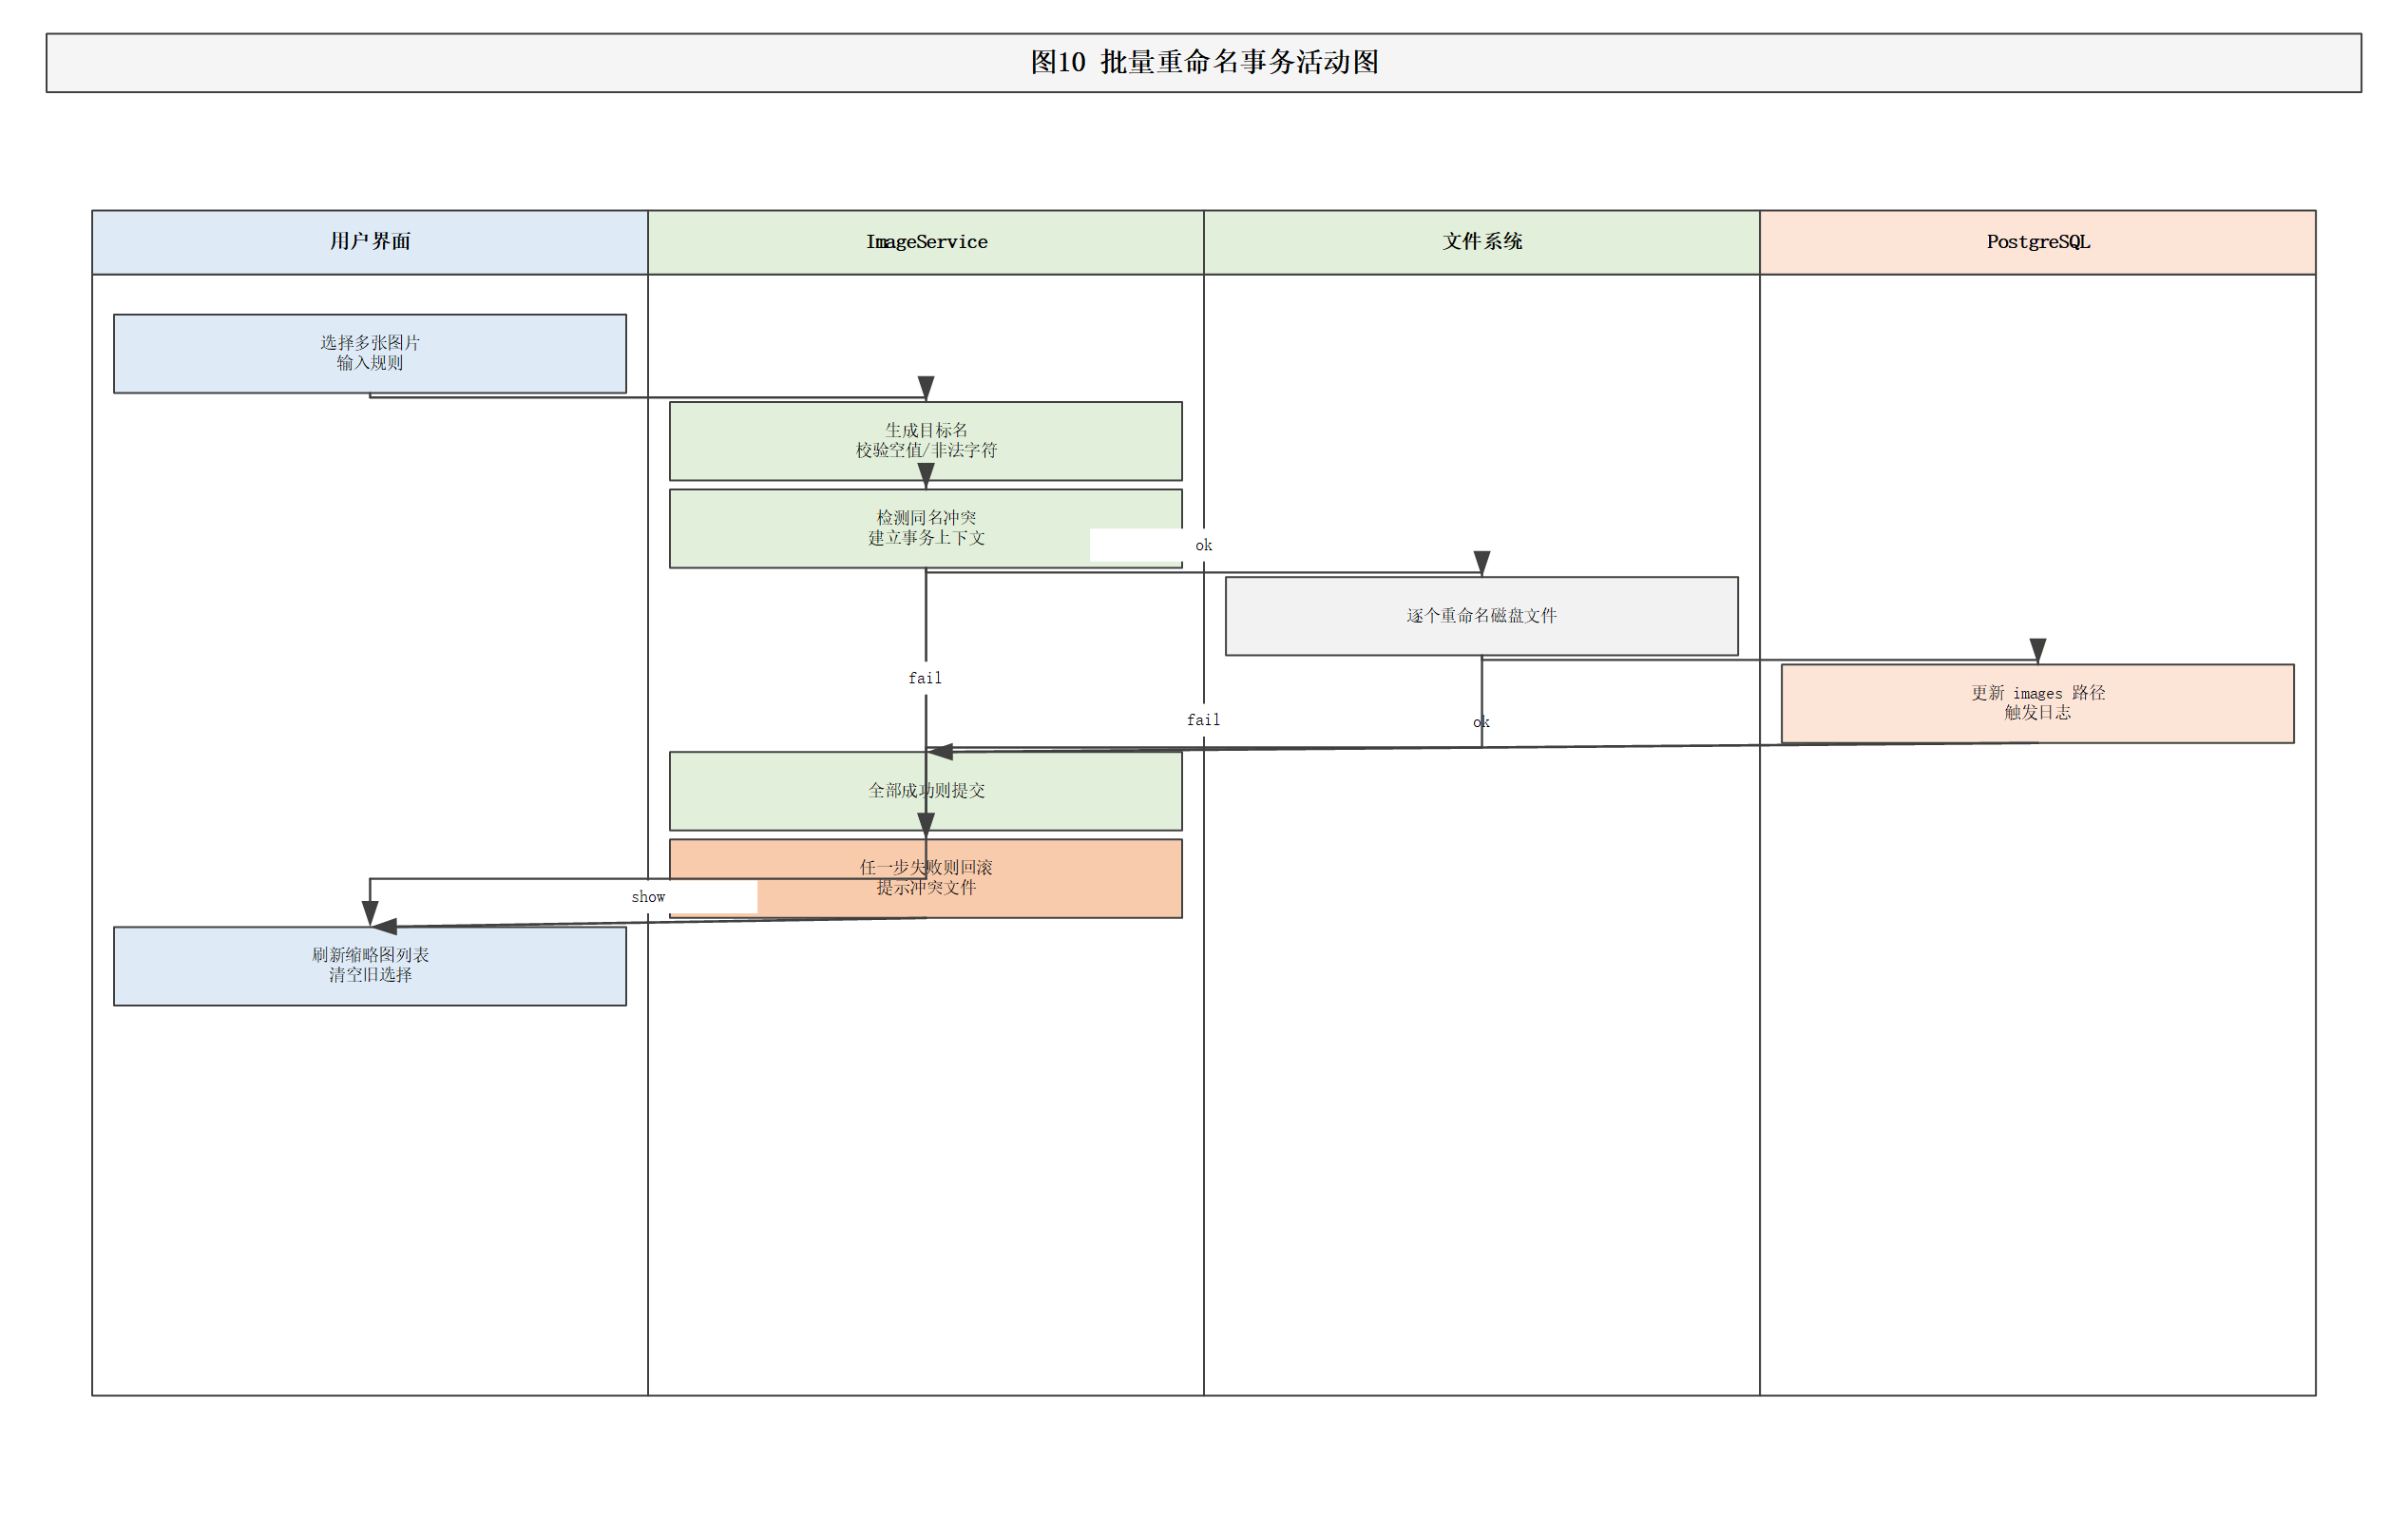 图10 批量重命名事务活动图
用户界面
ImageService
文件系统
PostgreSQL
选择多张图片
输入规则
生成目标名
校验空值/非法字符
检测同名冲突
建立事务上下文
ok
逐个重命名磁盘文件
fail
更新 images 路径
触发日志
fail
ok
全部成功则提交
任一步失败则回滚
提示冲突文件
show
刷新缩略图列表
清空旧选择